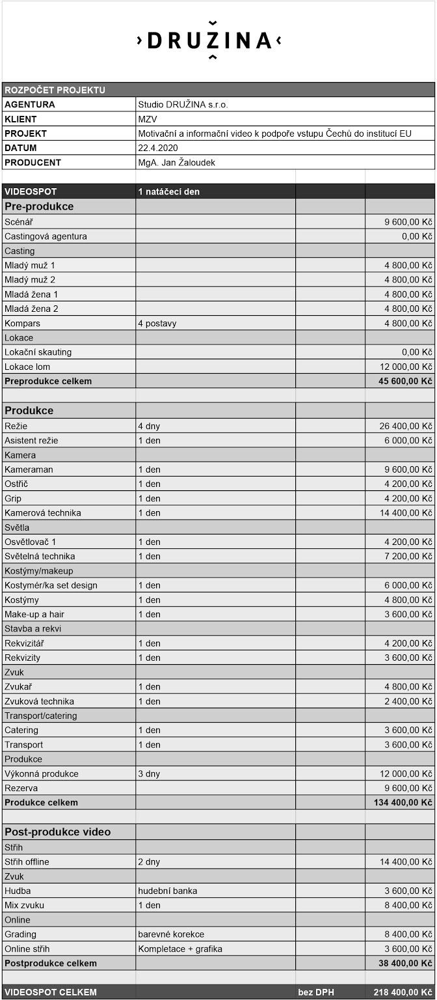 ›DRUŽINA‹
ROZPOČET PROJEKTU
AGENTURA Studio DRUŽINA s.r.o.
KLIENT MZV
PROJEKT Motivační a informační video k podpoře vstupu Čechů do institucí EU
DATUM 22.4.2020
PRODUCENT MgA. Jan Žaloudek
VIDEOSPOT 1 natáčecí den
Pre-produkce
Scénář 9 600,00 Kč
Castingová agentura 0,00 Kč
Casting
Mladý muž 1 4 800,00 Kč
Mladý muž 2 4 800,00 Kč
Mladá žena 1 4 800,00 Kč
Mladá žena 2 4 800,00 Kč
Kompars 4 postavy 4 800,00 Kč
Lokace
Lokační skauting 0,00 Kč
Lokace lom 12 000,00 Kč
Preprodukce celkem 45 600,00 Kč
Produkce
Režie 4 dny 26 400,00 Kč
Asistent režie 1 den 6 000,00 Kč
Kamera
Kameraman 1 den 9 600,00 Kč
Ostřič 1 den 4 200,00 Kč
Grip 1 den 4 200,00 Kč
Kamerová technika 1 den 14 400,00 Kč
Světla
Osvětlovač 1 1 den 4 200,00 Kč
Světelná technika 1 den 7 200,00 Kč
Kostýmy/makeup
Kostymér/ka set design 1 den 6 000,00 Kč
Kostýmy 1 den 4 800,00 Kč
Make-up a hair 1 den 3 600,00 Kč
Stavba a rekvi
Rekvizitář 1 den 4 200,00 Kč
Rekvizity 1 den 3 600,00 Kč
Zvuk
Zvukař 1 den 4 800,00 Kč
Zvuková technika 1 den 2 400,00 Kč
Transport/catering
Catering 1 den 3 600,00 Kč
Transport 1 den 3 600,00 Kč
Produkce
Výkonná produkce 3 dny 12 000,00 Kč
Rezerva 9 600,00 Kč
Produkce celkem 134 400,00 Kč
Post-produkce video
Střih
Střih offline 2 dny 14 400,00 Kč
Zvuk
Hudba hudební banka 3 600,00 Kč
Mix zvuku 1 den 8 400,00 Kč
Online
Grading barevné korekce 8 400,00 Kč
Online střih Kompletace + grafika 3 600,00 Kč
Postprodukce celkem 38 400,00 Kč
VIDEOSPOT CELKEM bez DPH 218 400,00 Kč